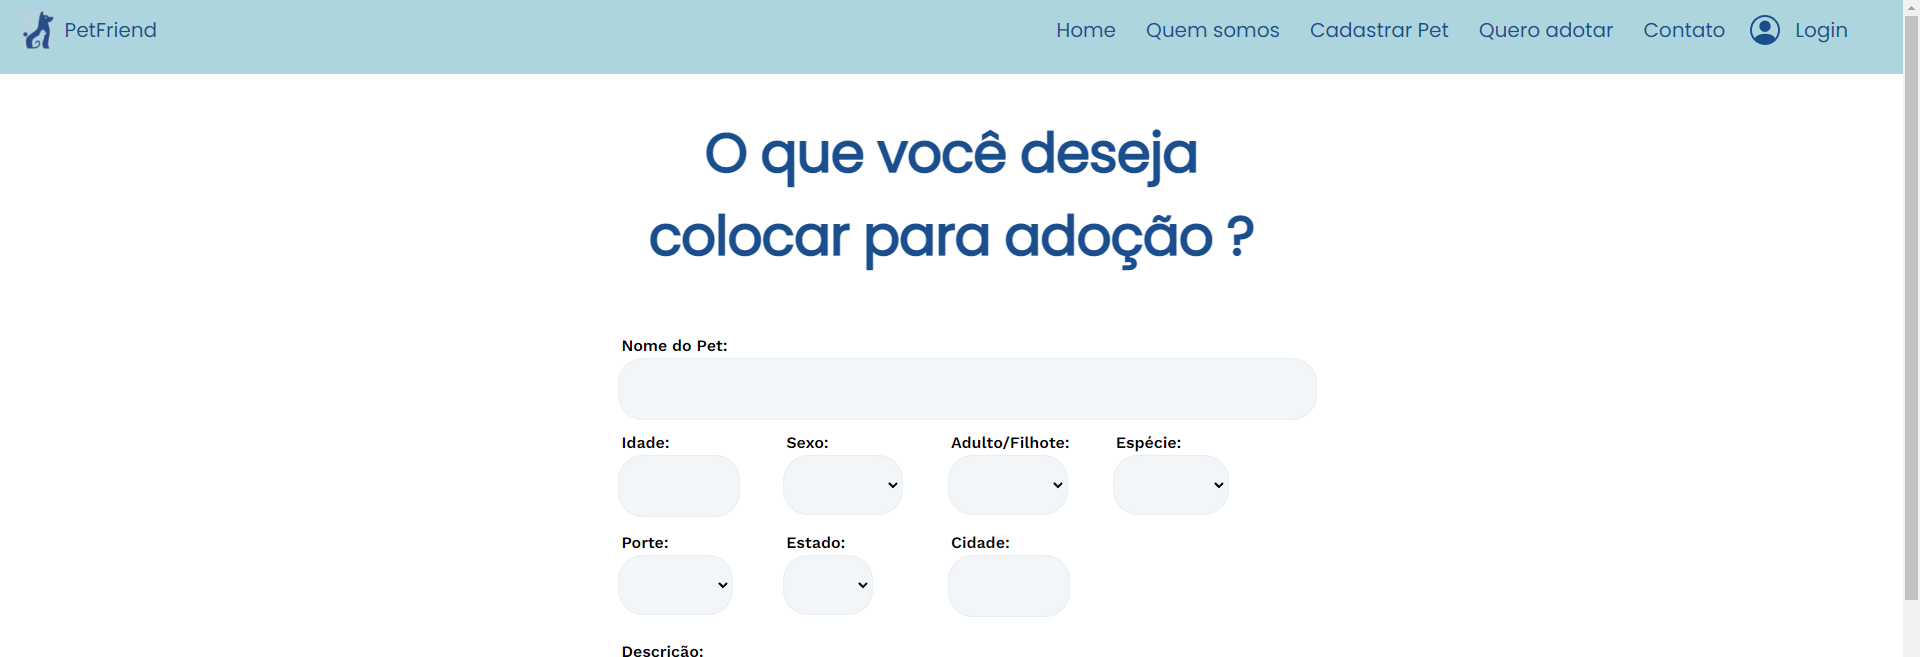 PetFriend
Home Quem somos Cadastrar Pet Quero adotar Contato Login
O que você deseja
colocar para adoção ?
Nome do Pet:
Idade: Sexo: Adulto/Filhote: Espécie:
Porte: Estado: Cidade:
Descrição: